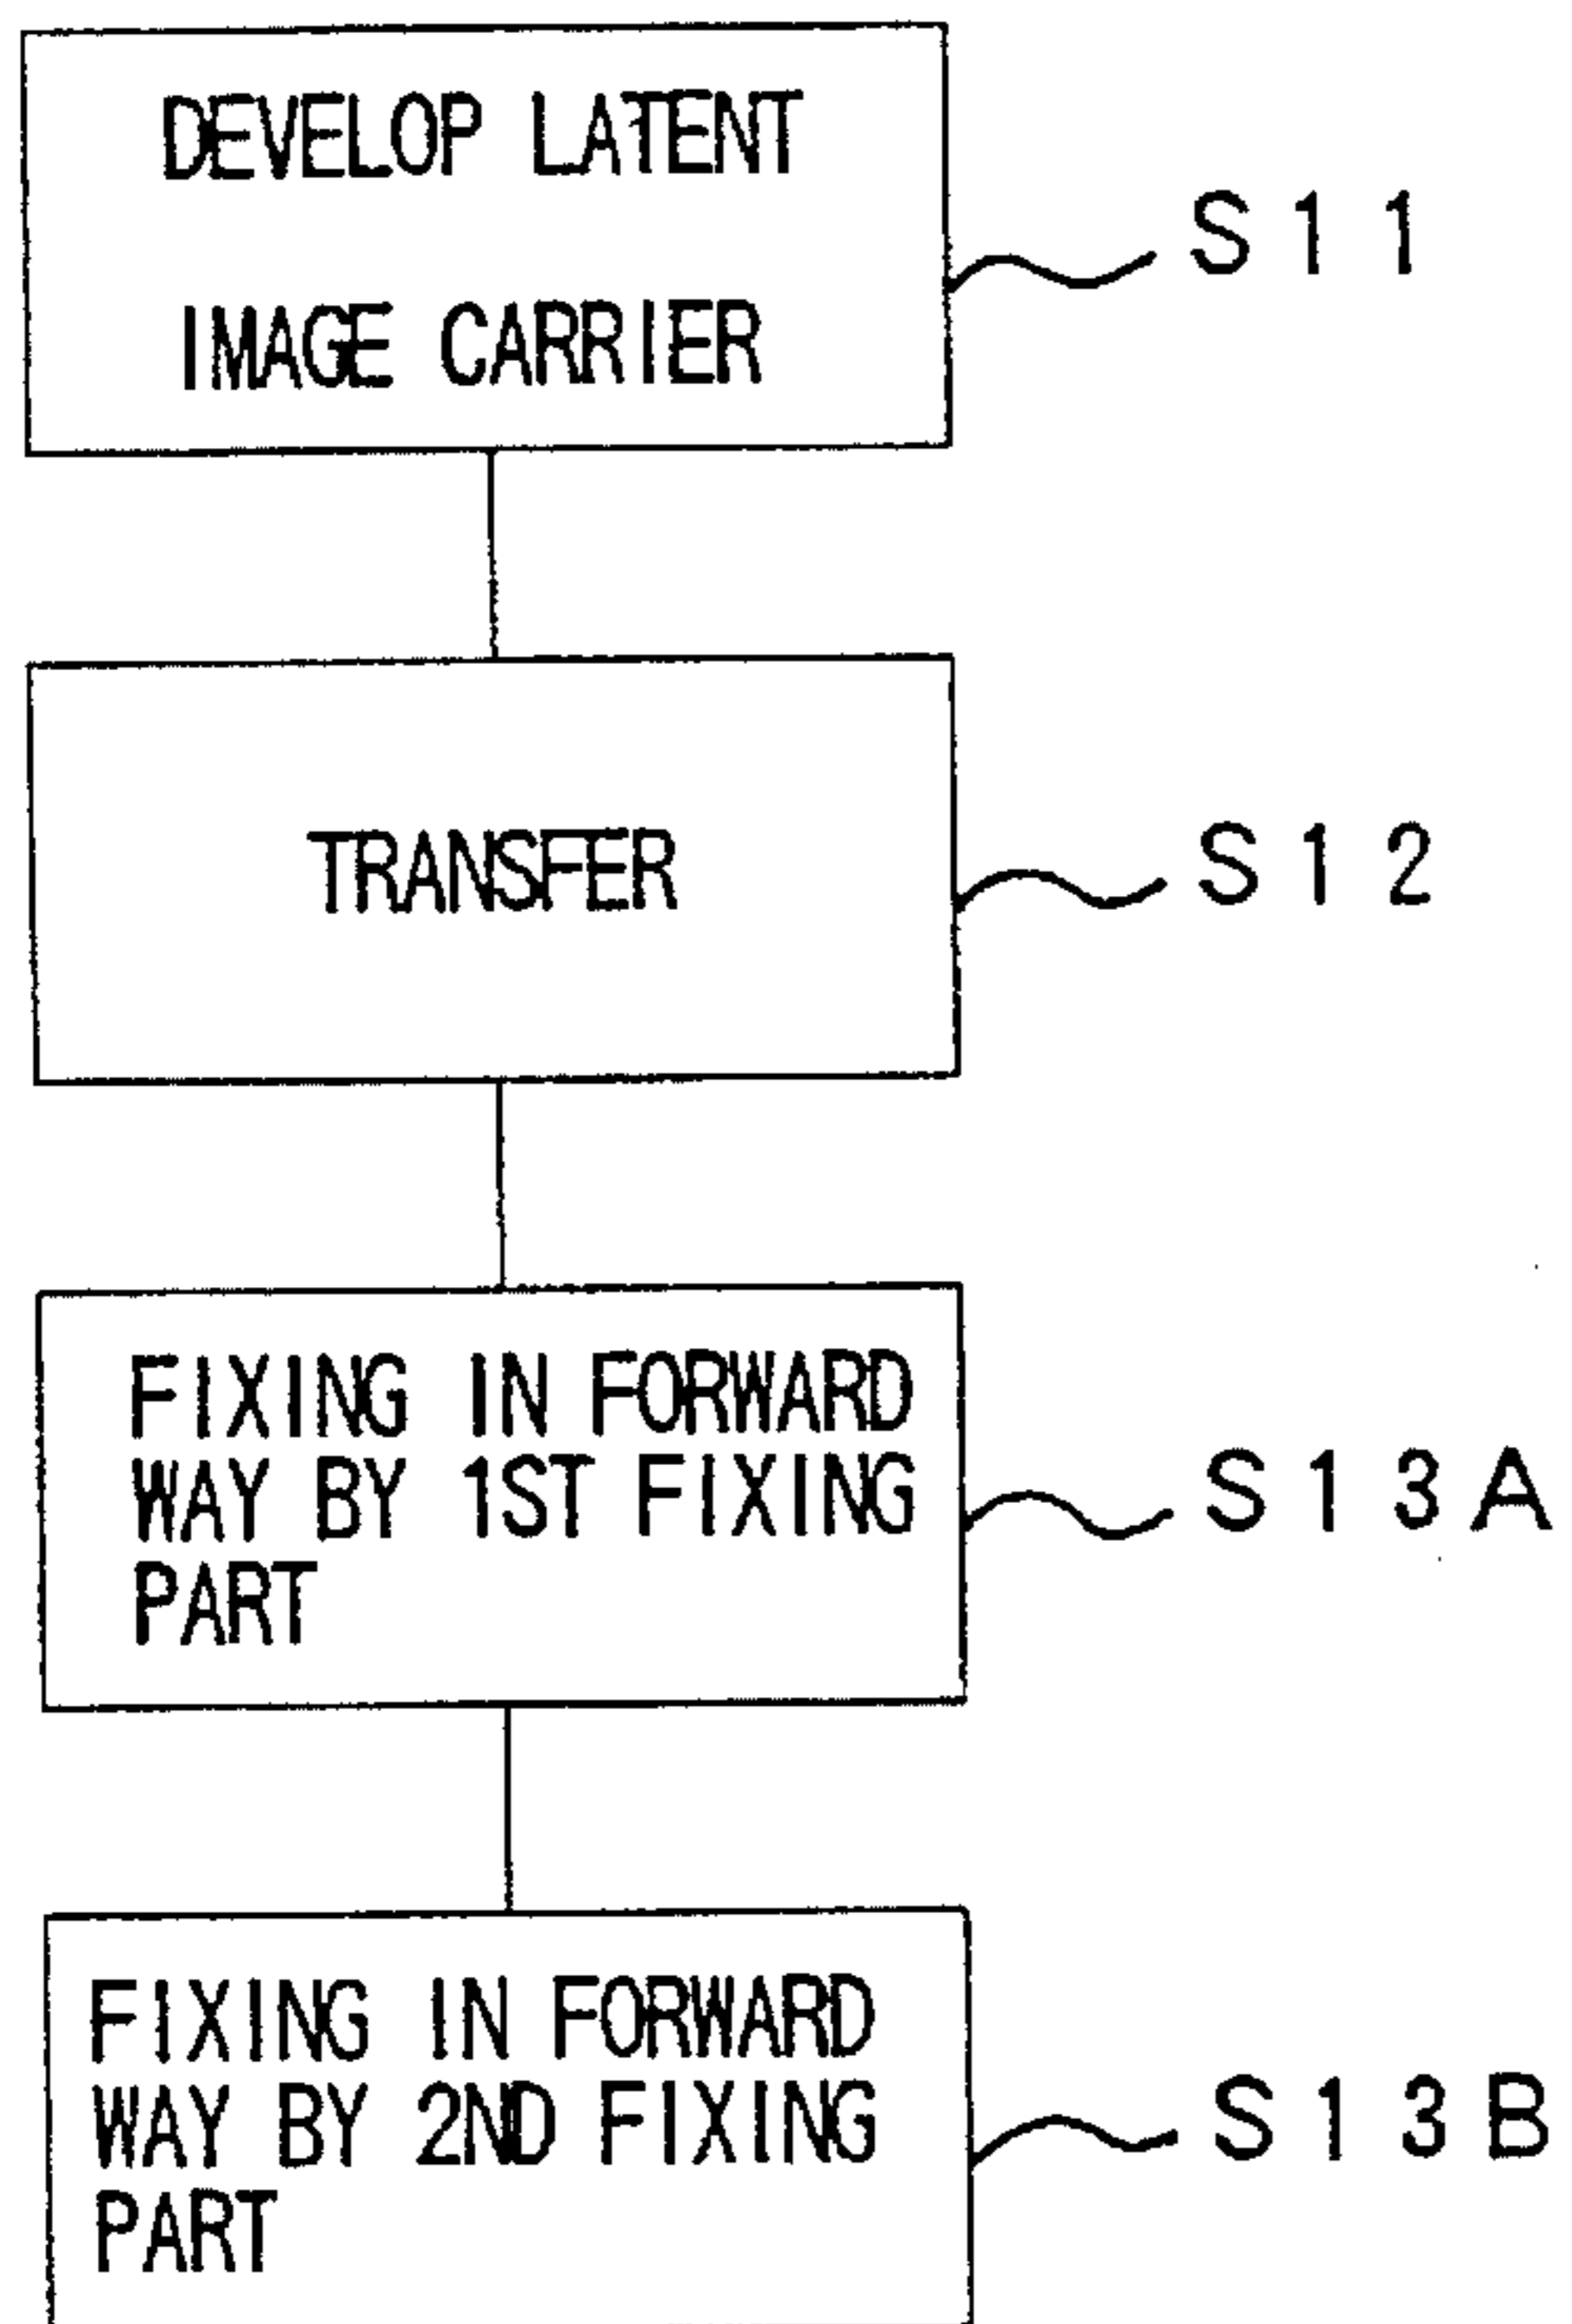 DEVELOP LATENT
IMAGE CARRIER
S11
TRANSFER
S12
FIXING IN FORWARD
WAY BY 1ST FIXING
PART
S13A
FIXING IN FORWARD
WAY BY 2ND FIXING
PART
S13B